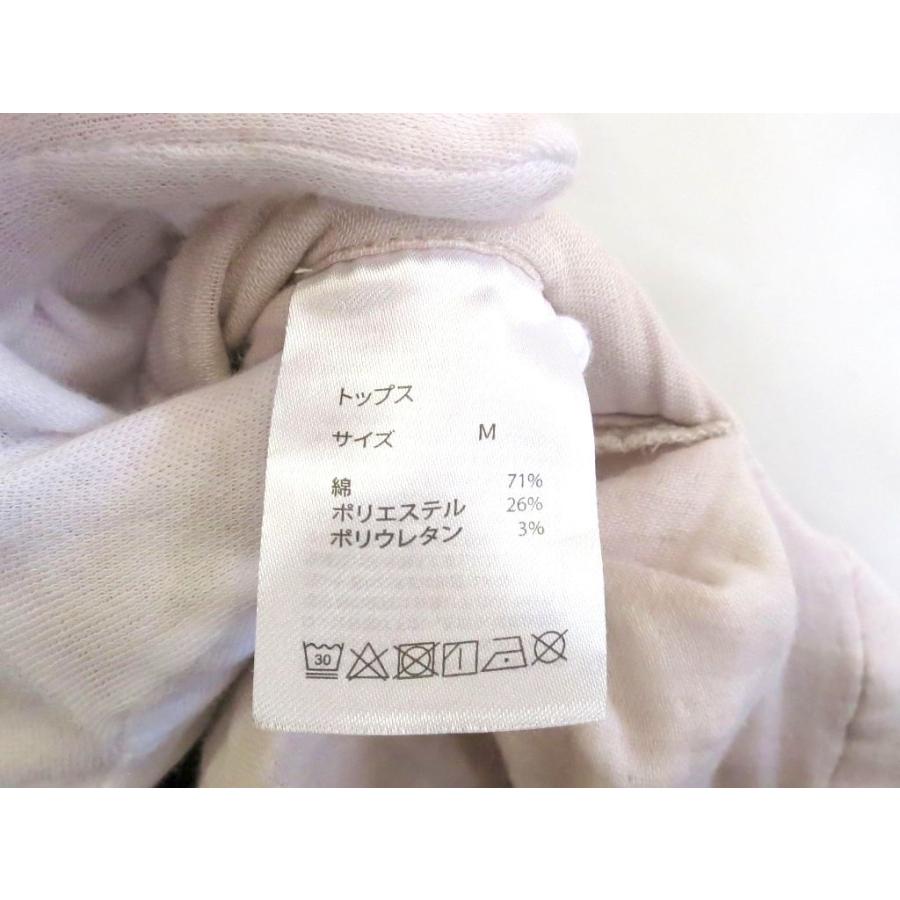 トップス
サイズ M
綿 71%
ポリエステル 26%
ポリウレタン 3%
30